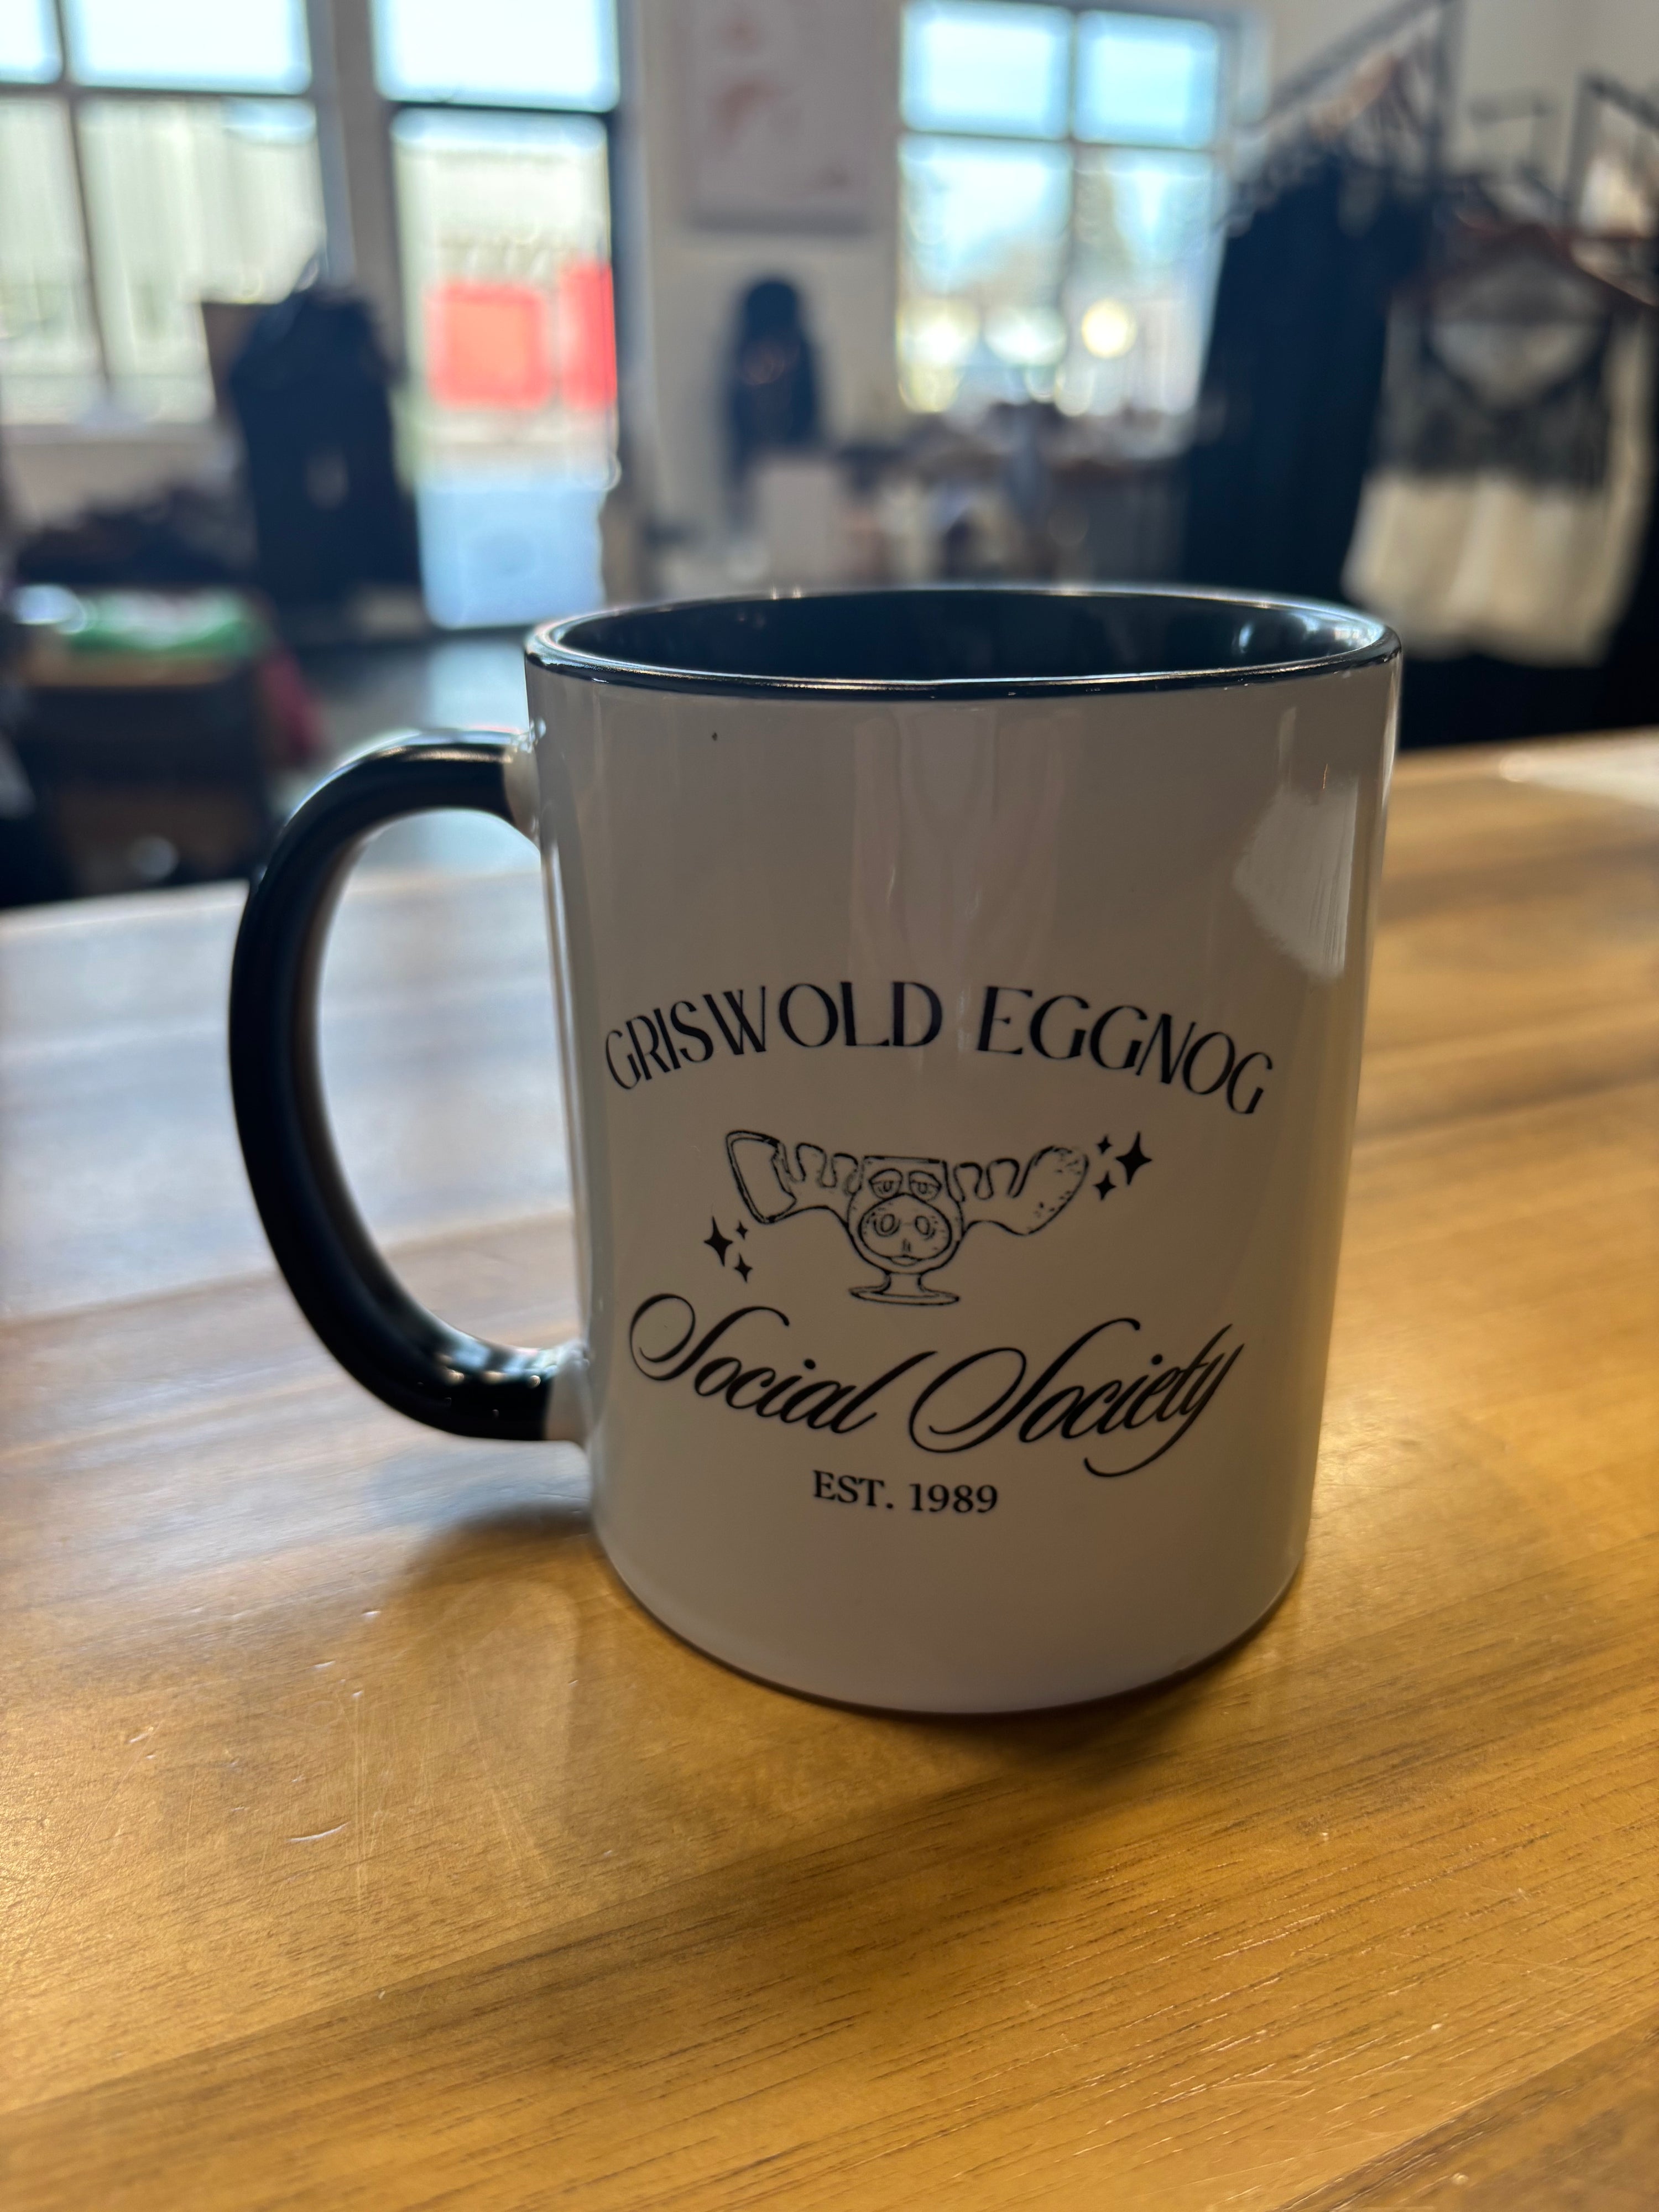 GRISWOLD EGGNOG
Social Society
EST. 1989